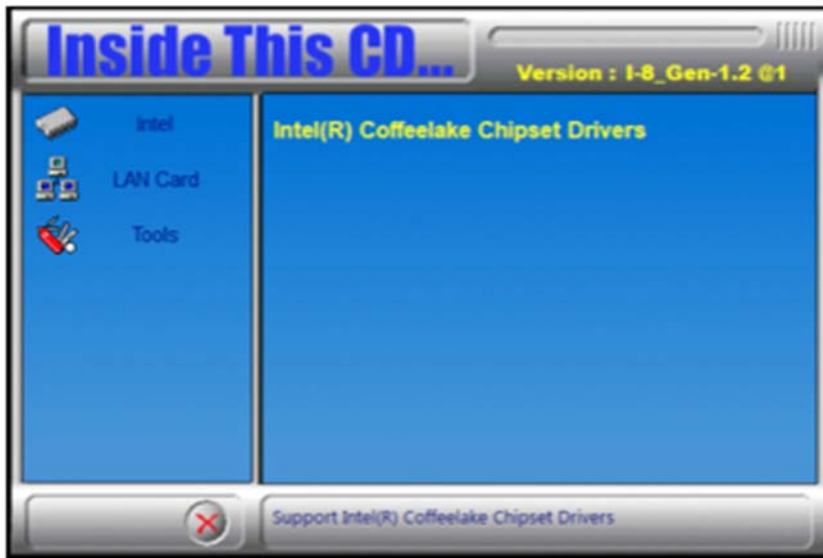 Inside This CD...
Version : I-8_Gen-1.2 @1
Intel
LAN Card
Tools
Intel(R) Coffeelake Chipset Drivers
Support Intel(R) Coffeelake Chipset Drivers